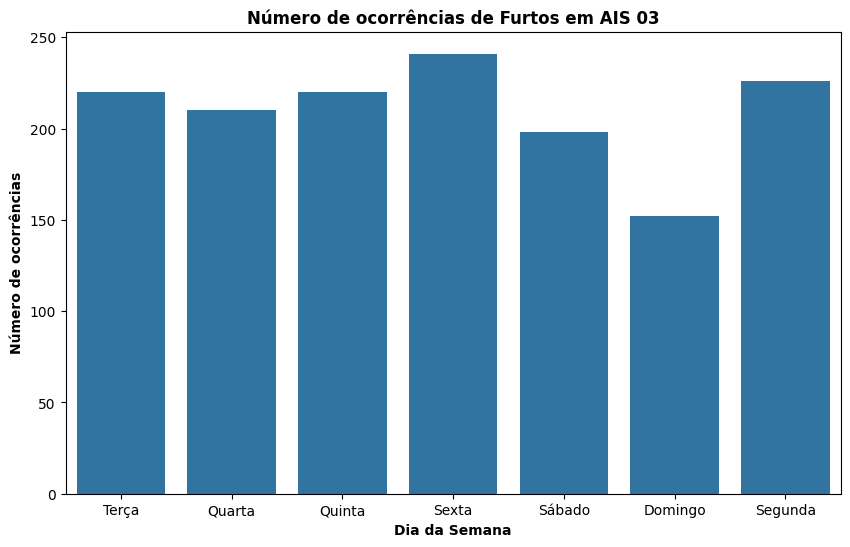 Número de ocorrências de Furtos em AIS 03
Número de ocorrências
250
200
150
100
50
0
Terça Quarta Quinta Sexta Sábado Domingo Segunda
Dia da Semana